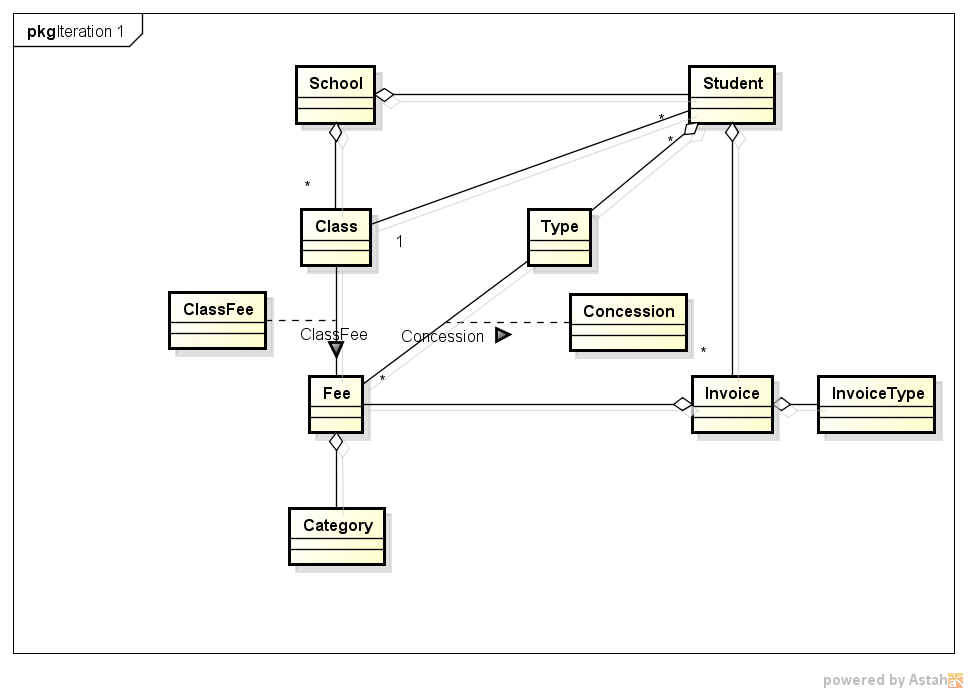 pkgIteration 1
School
Student
*
*
*
Class
Type
1
ClassFee
Concession
ClassFee
Concession
*
*
Fee
Invoice
InvoiceType
Category
powered by Astah